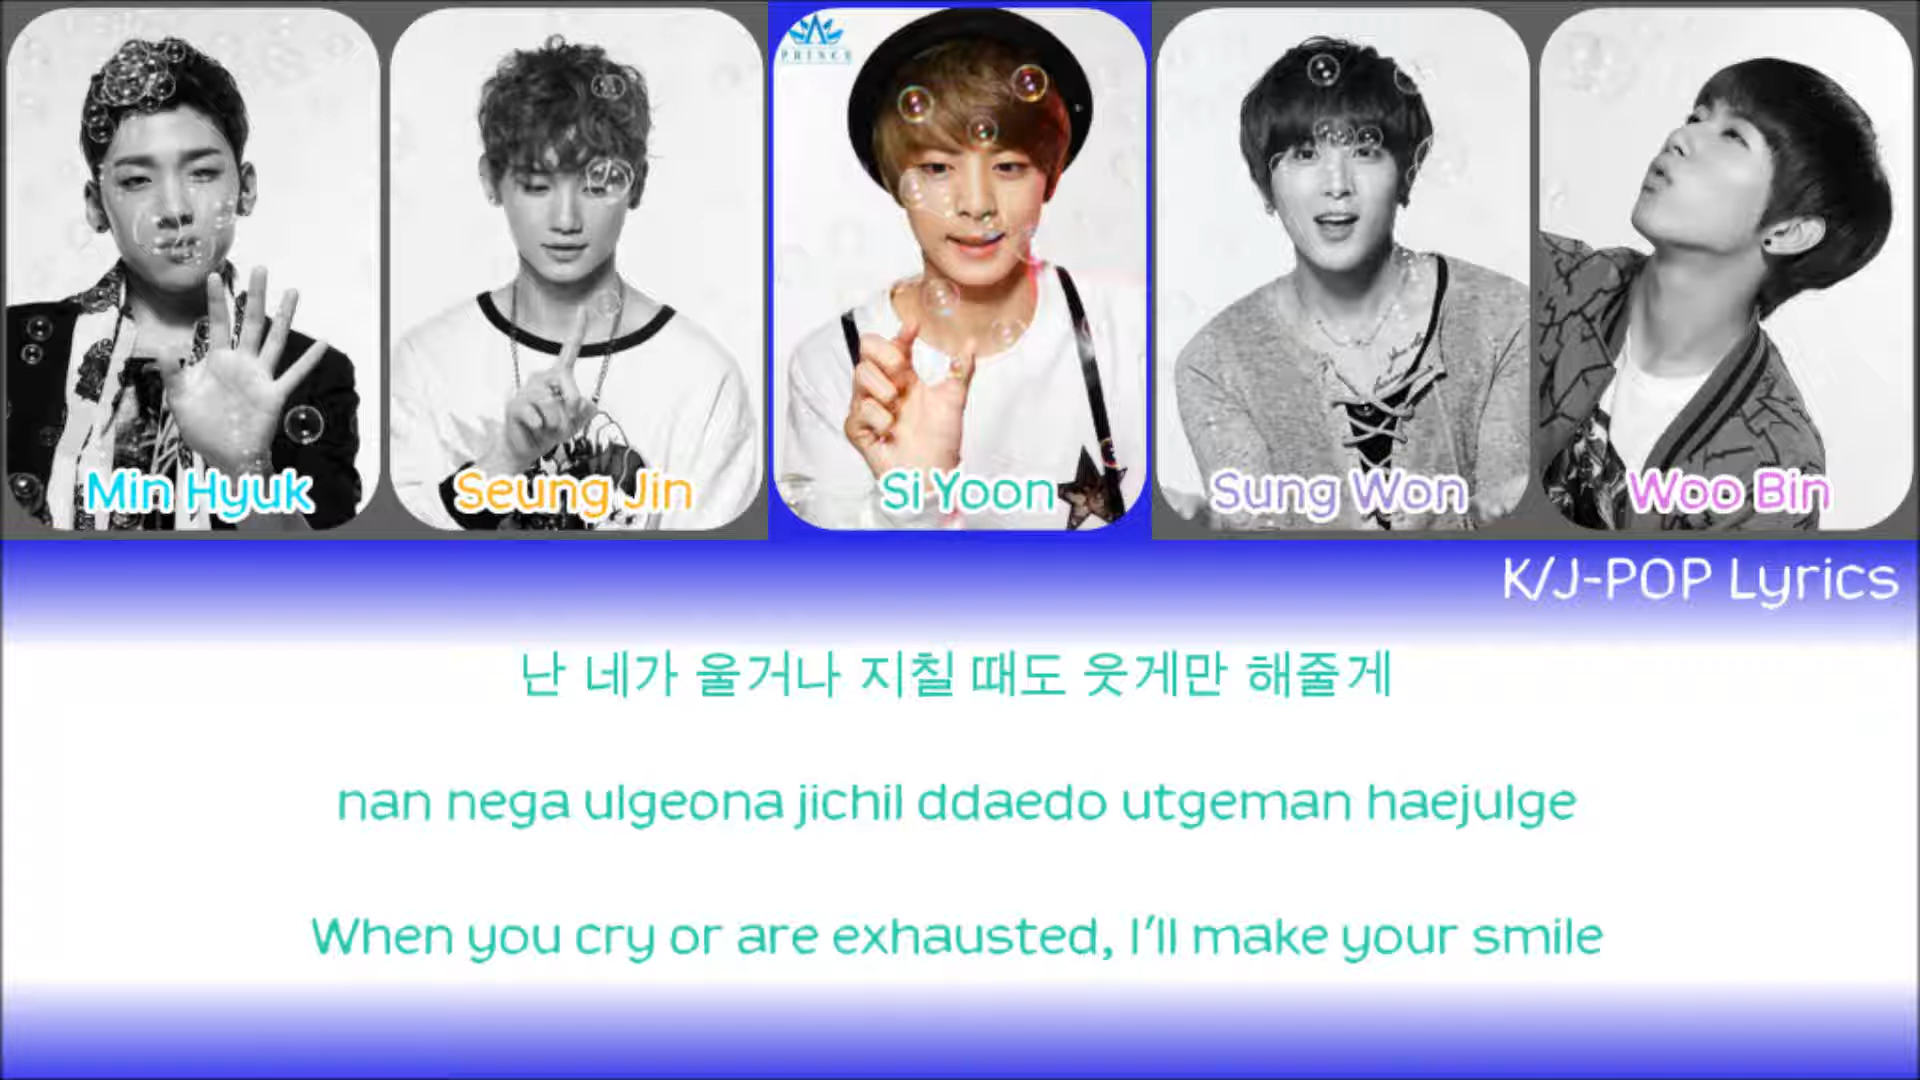 PRINCE
Min Hyuk
Seung Jin
Si Yoon
Sung Won
Woo Bin
K/J-POP Lyrics
난 네가 울거나 지칠 때도 웃게만 해줄게
nan nega ulgeona jichil ddaedo utgeman haejulge
When you cry or are exhausted, I'll make your smile